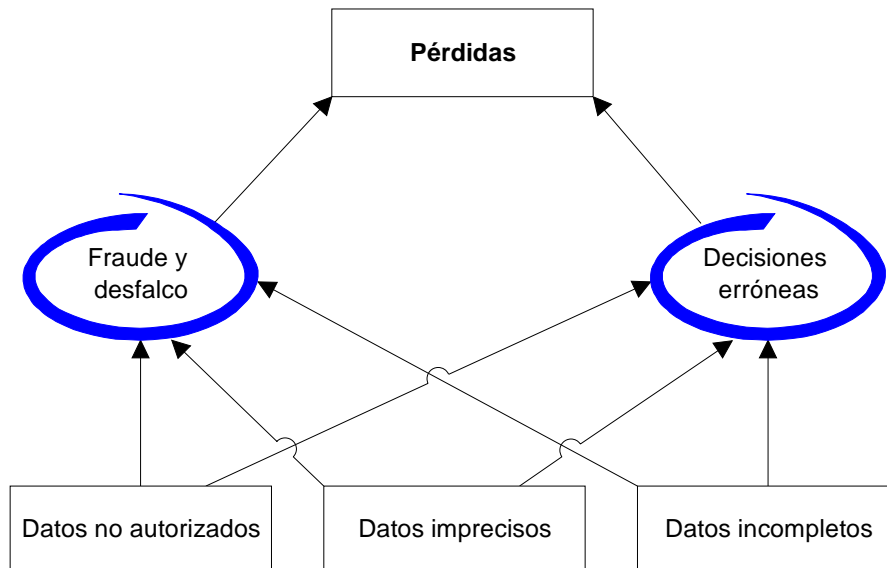 Pérdidas
Fraude y
desfalco
Decisiones
erróneas
Datos no autorizados
Datos imprecisos
Datos incompletos